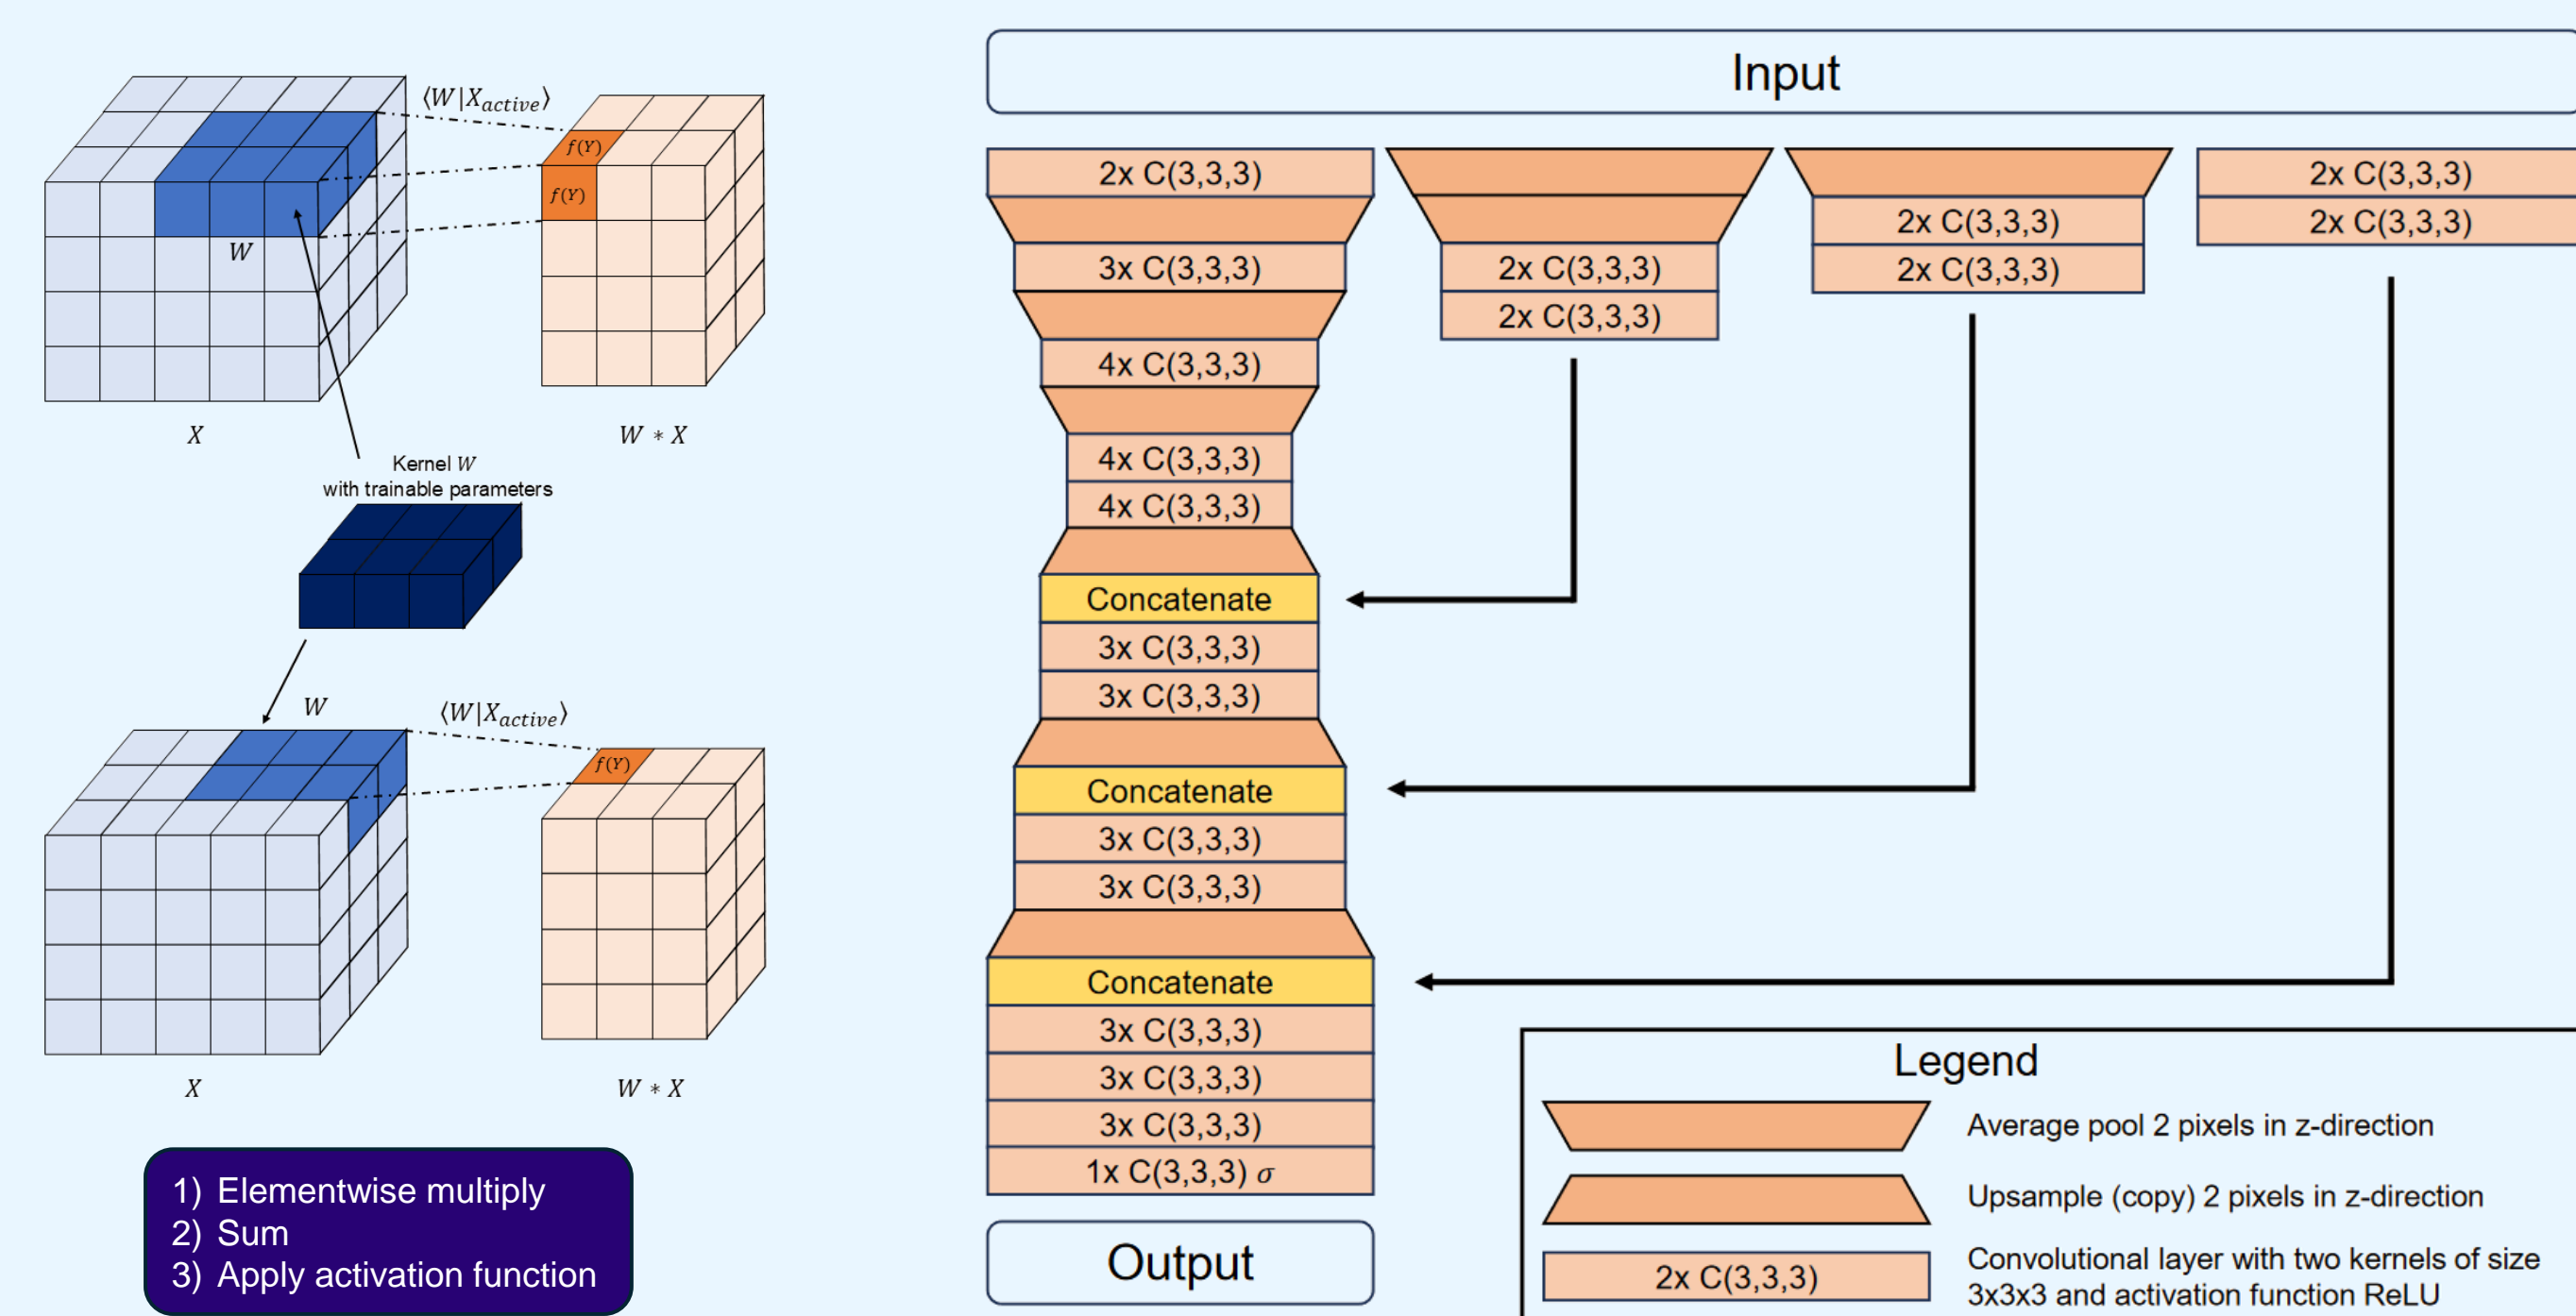 ⟨W|X_active⟩
f(Y)
f(Y)
W
X
W * X
Kernel W
with trainable parameters
W
⟨W|X_active⟩
f(Y)
X
W * X
1) Elementwise multiply
2) Sum
3) Apply activation function
Input
2x C(3,3,3)
3x C(3,3,3)
4x C(3,3,3)
4x C(3,3,3)
4x C(3,3,3)
Concatenate
3x C(3,3,3)
3x C(3,3,3)
Concatenate
3x C(3,3,3)
3x C(3,3,3)
Concatenate
3x C(3,3,3)
3x C(3,3,3)
3x C(3,3,3)
1x C(3,3,3) σ
Output
2x C(3,3,3)
2x C(3,3,3)
2x C(3,3,3)
2x C(3,3,3)
2x C(3,3,3)
2x C(3,3,3)
Legend
Average pool 2 pixels in z-direction
Upsample (copy) 2 pixels in z-direction
2x C(3,3,3)
Convolutional layer with two kernels of size
3x3x3 and activation function ReLU